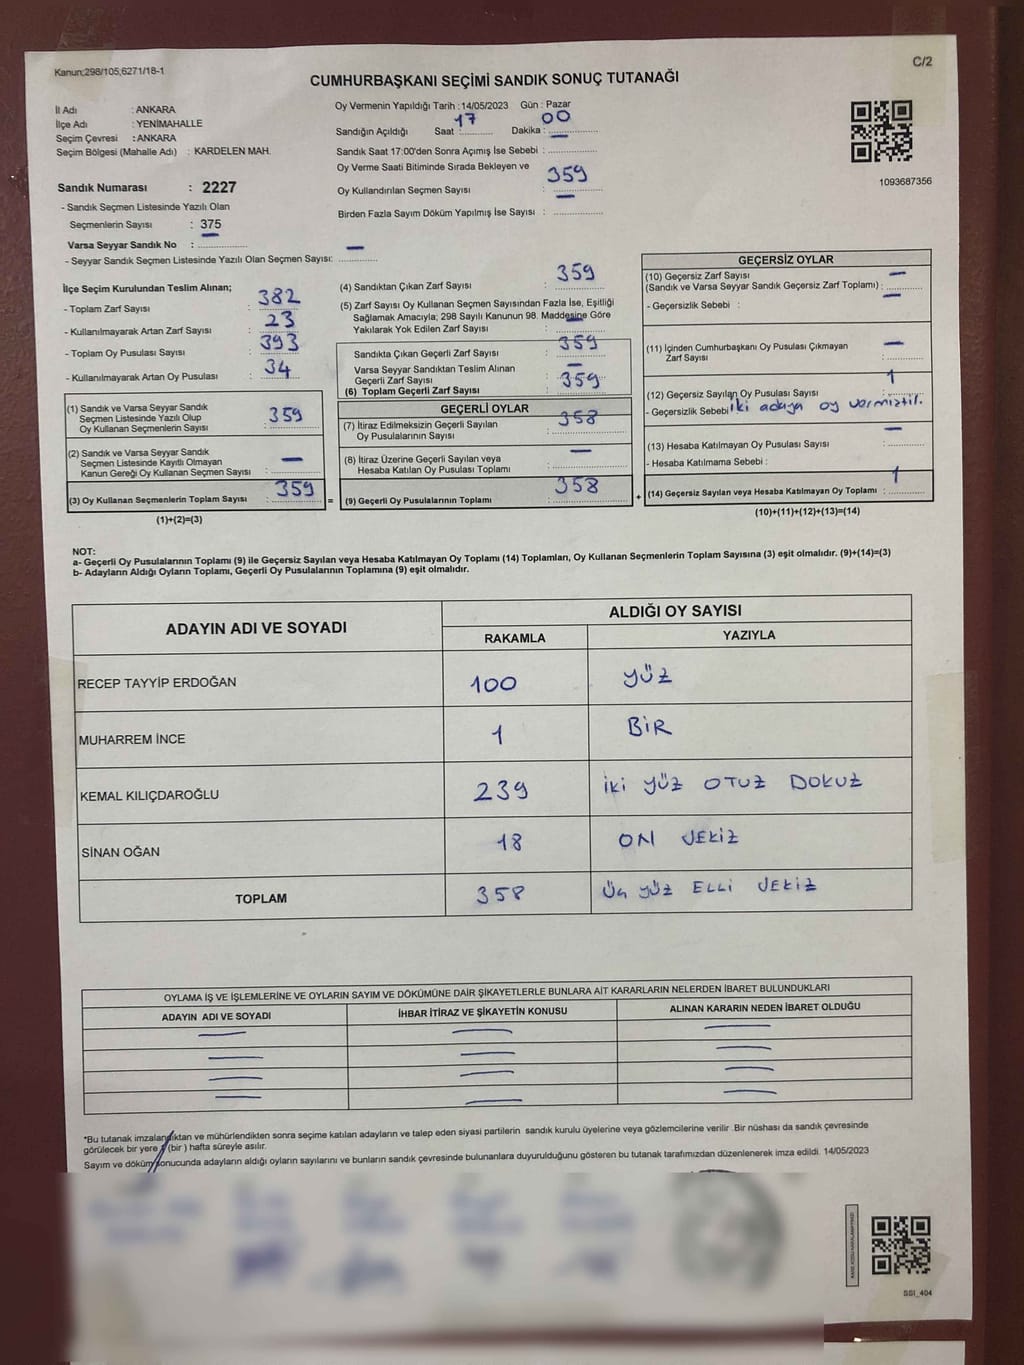 Kanun;298/105,6271/18-1
C/2
CUMHURBAŞKANI SEÇİMİ SANDIK SONUÇ TUTANAĞI
İl Adı : ANKARA
İlçe Adı : YENİMAHALLE
Seçim Çevresi : ANKARA
Seçim Bölgesi (Mahalle Adı) : KARDELEN MAH.
Sandık Numarası : 2227
- Sandık Seçmen Listesinde Yazılı Olan
Seçmenlerin Sayısı : 375
Varsa Seyyar Sandık No : —
- Seyyar Sandık Seçmen Listesinde Yazılı Olan Seçmen Sayısı: —
Oy Vermenin Yapıldığı Tarih : 14/05/2023 Gün : Pazar
Sandığın Açıldığı Saat : 17 Dakika : 00
Sandık Saat 17:00'den Sonra Açımış İse Sebebi : —
Oy Verme Saati Bitiminde Sırada Bekleyen ve
Oy Kullandırılan Seçmen Sayısı : 359
Birden Fazla Sayım Döküm Yapılmış İse Sayısı : —
1093687356
İlçe Seçim Kurulundan Teslim Alınan;
- Toplam Zarf Sayısı : 382
- Kullanılmayarak Artan Zarf Sayısı : 23
- Toplam Oy Pusulası Sayısı : 393
- Kullanılmayarak Artan Oy Pusulası : 34
(1) Sandık ve Varsa Seyyar Sandık
Seçmen Listesinde Yazılı Olup
Oy Kullanan Seçmenlerin Sayısı : 359
(2) Sandık ve Varsa Seyyar Sandık
Seçmen Listesinde Kayıtlı Olmayan
Kanun Gereği Oy Kullanan Seçmen Sayısı : —
(3) Oy Kullanan Seçmenlerin Toplam Sayısı : 359 =
(1)+(2)=(3)
(4) Sandıktan Çıkan Zarf Sayısı : 359
(5) Zarf Sayısı Oy Kullanan Seçmen Sayısından Fazla İse, Eşitliği
Sağlamak Amacıyla; 298 Sayılı Kanunun 98. Maddesine Göre
Yakılarak Yok Edilen Zarf Sayısı : —
Sandıkta Çıkan Geçerli Zarf Sayısı : 359
Varsa Seyyar Sandıktan Teslim Alınan
Geçerli Zarf Sayısı : —
(6) Toplam Geçerli Zarf Sayısı : 359
GEÇERLİ OYLAR
(7) İtiraz Edilmeksizin Geçerli Sayılan
Oy Pusulalarının Sayısı : 358
(8) İtiraz Üzerine Geçerli Sayılan veya
Hesaba Katılan Oy Pusulası Toplamı : —
(9) Geçerli Oy Pusulalarının Toplamı : 358 +
GEÇERSİZ OYLAR
(10) Geçersiz Zarf Sayısı
(Sandık ve Varsa Seyyar Sandık Geçersiz Zarf Toplamı) : —
- Geçersizlik Sebebi : —
(11) İçinden Cumhurbaşkanı Oy Pusulası Çıkmayan
Zarf Sayısı : —
(12) Geçersiz Sayılan Oy Pusulası Sayısı : 1
- Geçersizlik Sebebi iki adaya oy vermiştir.
(13) Hesaba Katılmayan Oy Pusulası Sayısı : —
- Hesaba Katılmama Sebebi :
(14) Geçersiz Sayılan veya Hesaba Katılmayan Oy Toplamı : 1
(10)+(11)+(12)+(13)=(14)
NOT:
a- Geçerli Oy Pusulalarının Toplamı (9) ile Geçersiz Sayılan veya Hesaba Katılmayan Oy Toplamı (14) Toplamları, Oy Kullanan Seçmenlerin Toplam Sayısına (3) eşit olmalıdır. (9)+(14)=(3)
b- Adayların Aldığı Oyların Toplamı, Geçerli Oy Pusulalarının Toplamına (9) eşit olmalıdır.
ADAYIN ADI VE SOYADI
ALDIĞI OY SAYISI
RAKAMLA YAZIYLA
RECEP TAYYİP ERDOĞAN 100 YÜZ
MUHARREM İNCE 1 BİR
KEMAL KILIÇDAROĞLU 239 İKİ YÜZ OTUZ DOKUZ
SİNAN OĞAN 18 ON SEKİZ
TOPLAM 358 ÜÇ YÜZ ELLİ SEKİZ
OYLAMA İŞ VE İŞLEMLERİNE VE OYLARIN SAYIM VE DÖKÜMÜNE DAİR ŞİKAYETLERLE BUNLARA AİT KARARLARIN NELERDEN İBARET BULUNDUKLARI
ADAYIN ADI VE SOYADI İHBAR İTİRAZ VE ŞİKAYETİN KONUSU ALINAN KARARIN NEDEN İBARET OLDUĞU
*Bu tutanak imzalandıktan ve mühürlendikten sonra seçime katılan adayların ve talep eden siyasi partilerin sandık kurulu üyelerine veya gözlemcilerine verilir .Bir nüshası da sandık çevresinde
görülecek bir yere (bir ) hafta süreyle asılır.
Sayım ve döküm sonucunda adayların aldığı oyların sayılarını ve bunların sandık çevresinde bulunanlara duyurulduğunu gösteren bu tutanak tarafımızdan düzenlenerek imza edildi. 14/05/2023
SSI_404